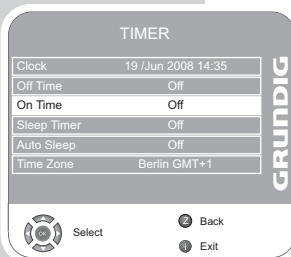 TIMER
Clock 19 /Jun 2008 14:35
Off Time Off
On Time Off
Sleep Timer Off
Auto Sleep Off
Time Zone Berlin GMT+1
GRUNDIG
OK Select
Z Back
i Exit